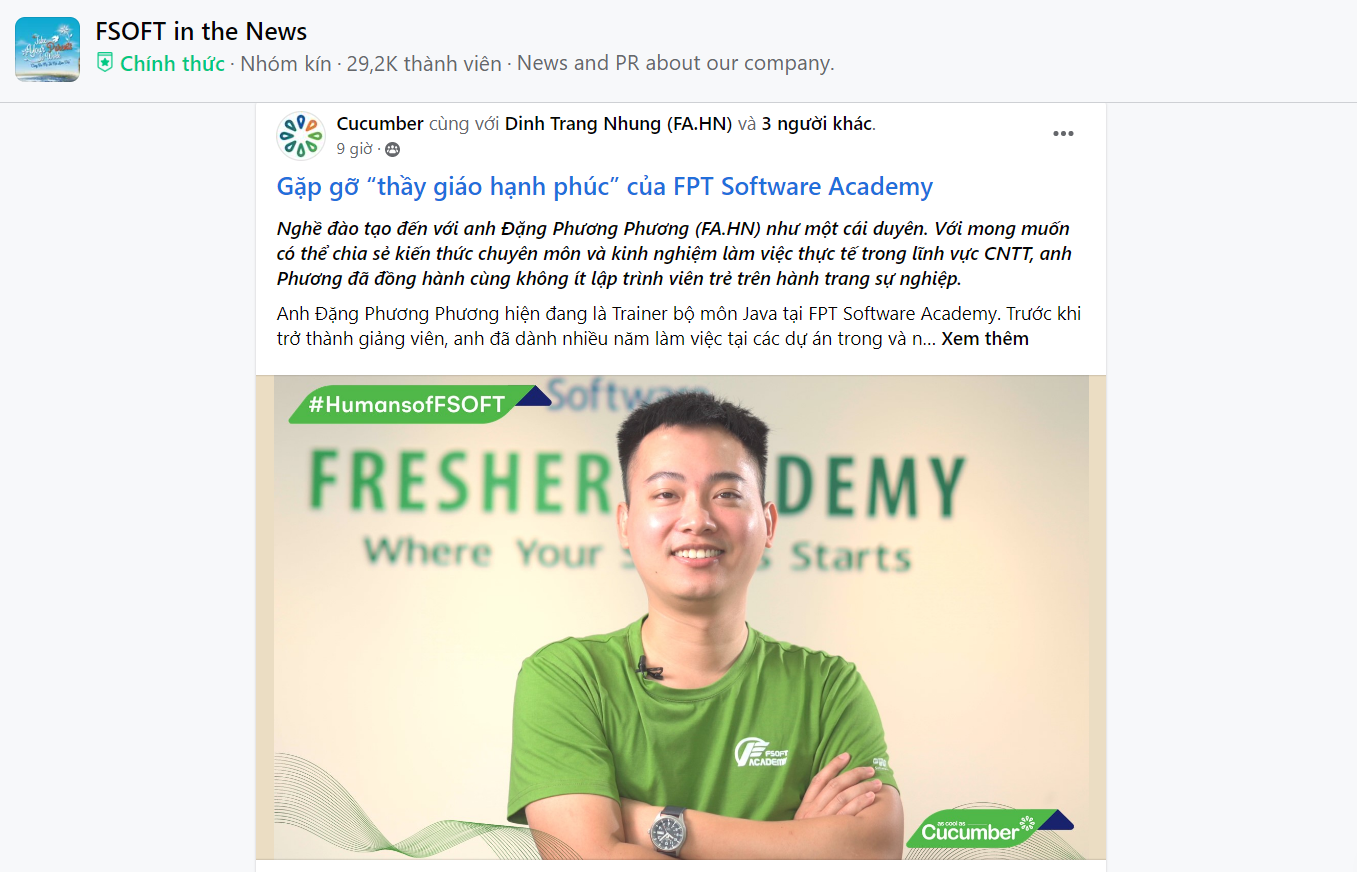 FSOFT in the News
Chính thức · Nhóm kín · 29,2K thành viên · News and PR about our company.
Cucumber cùng với Dinh Trang Nhung (FA.HN) và 3 người khác.
9 giờ ·
Gặp gỡ “thầy giáo hạnh phúc” của FPT Software Academy
Nghề đào tạo đến với anh Đặng Phương Phương (FA.HN) như một cái duyên. Với mong muốn
có thể chia sẻ kiến thức chuyên môn và kinh nghiệm làm việc thực tế trong lĩnh vực CNTT, anh
Phương đã đồng hành cùng không ít lập trình viên trẻ trên hành trang sự nghiệp.
Anh Đặng Phương Phương hiện đang là Trainer bộ môn Java tại FPT Software Academy. Trước khi
trở thành giảng viên, anh đã dành nhiều năm làm việc tại các dự án trong và n... Xem thêm
#HumansofFSOFT
Software
FRESHER DEMY
Where Your S s Starts
FSOFT
ACADEMY
as cool as
Cucumber